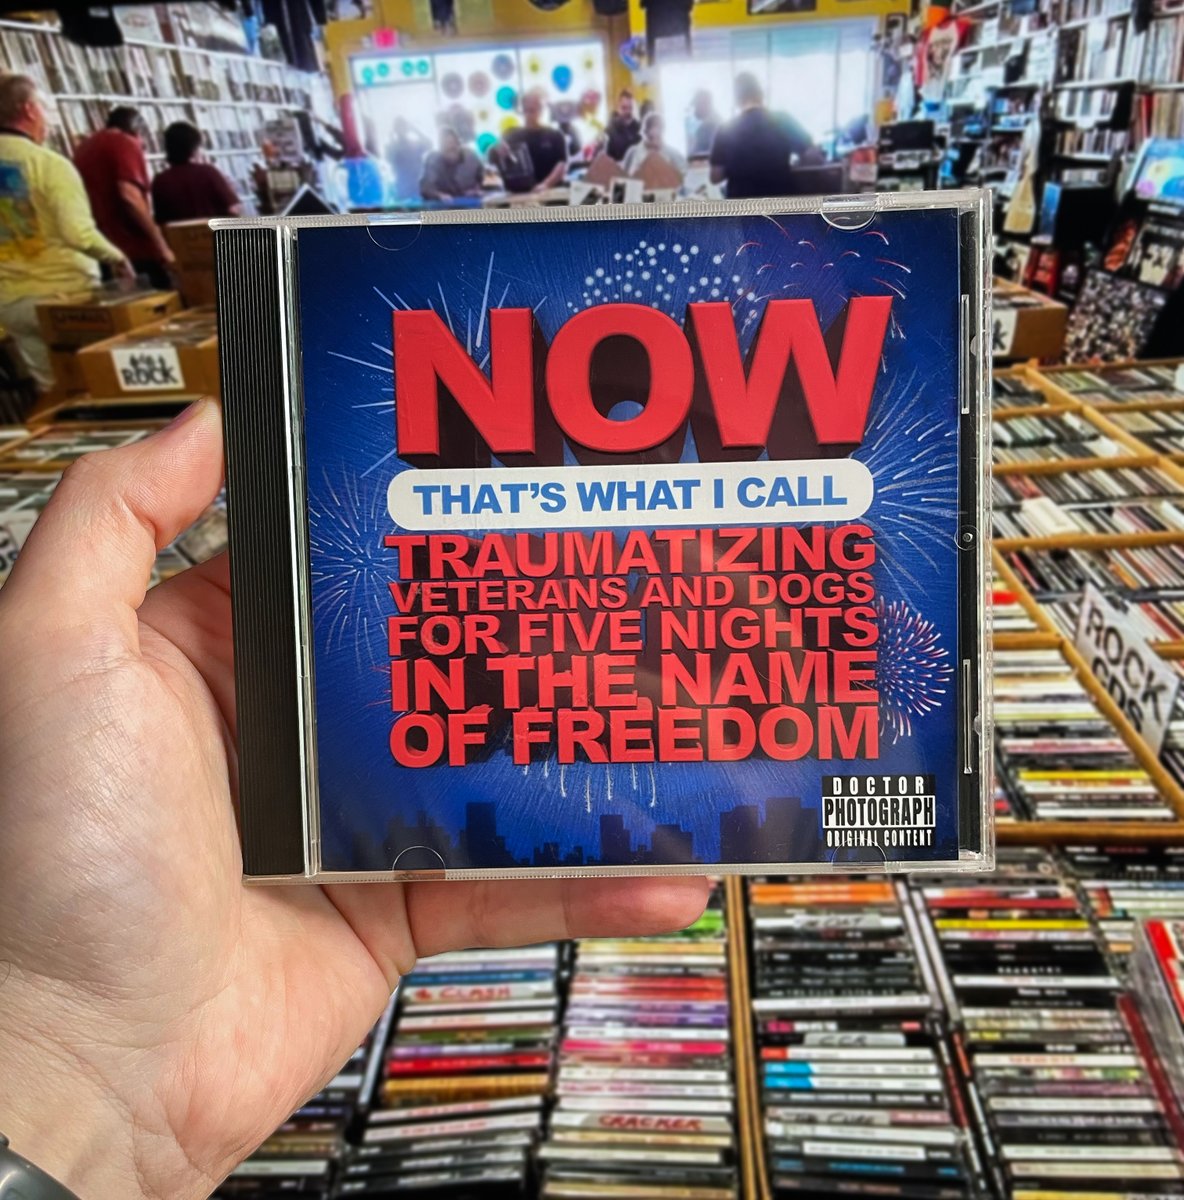 NOW
THAT'S WHAT I CALL
TRAUMATIZING
VETERANS AND DOGS
FOR FIVE NIGHTS
IN THE NAME
OF FREEDOM
DOCTOR
PHOTOGRAPH
ORIGINAL CONTENT
ROCK
ROCK
CDS
CLASH
CRACKER